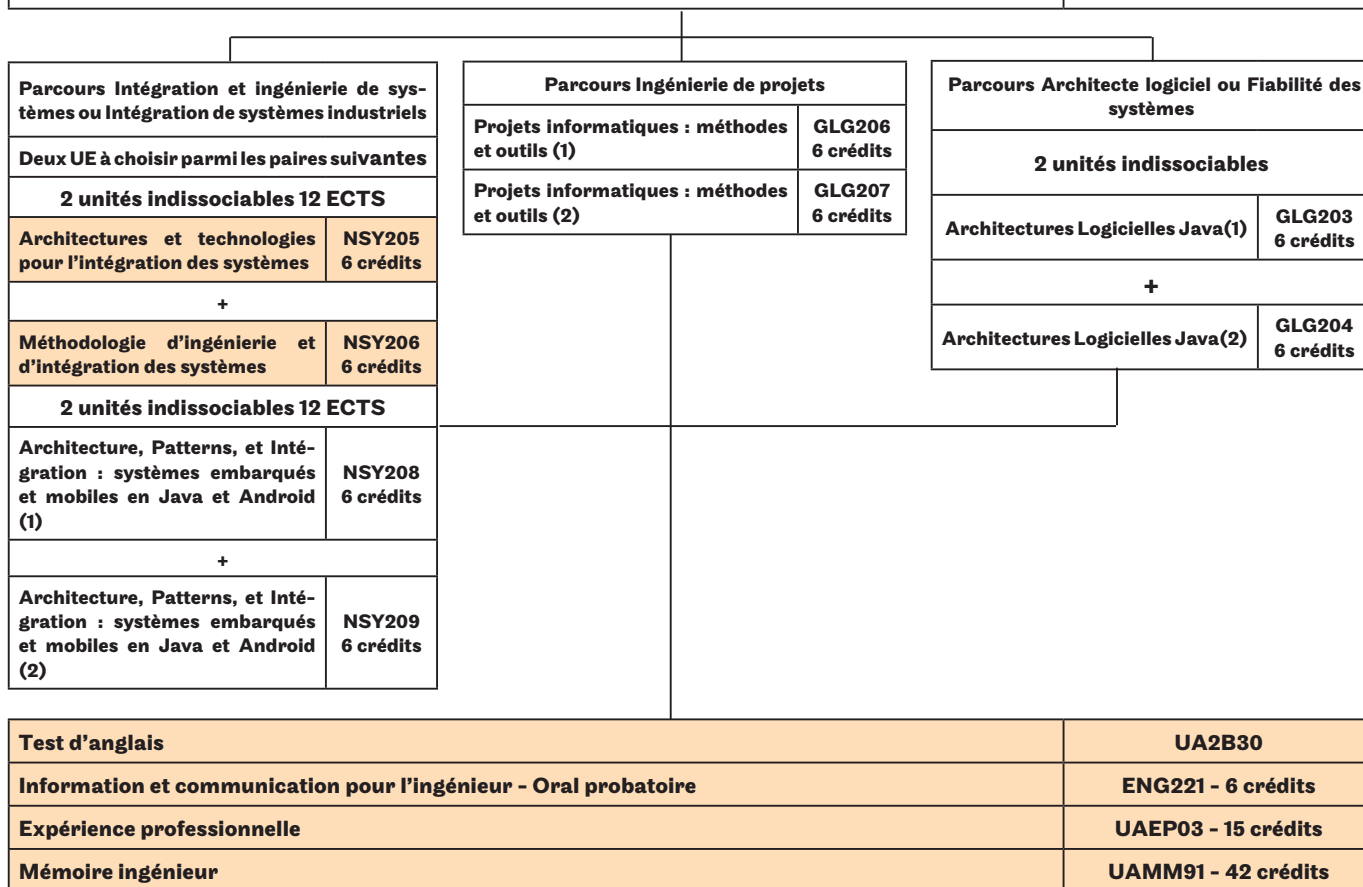 Parcours Intégration et ingénierie de sys-
tèmes ou Intégration de systèmes industriels
Deux UE à choisir parmi les paires suivantes
2 unités indissociables 12 ECTS
Architectures et technologies
pour l'intégration des systèmes
NSY205
6 crédits
+
Méthodologie d'ingénierie et
d'intégration des systèmes
NSY206
6 crédits
2 unités indissociables 12 ECTS
Architecture, Patterns, et Inté-
gration : systèmes embarqués
et mobiles en Java et Android
(1)
NSY208
6 crédits
+
Architecture, Patterns, et Inté-
gration : systèmes embarqués
et mobiles en Java et Android
(2)
NSY209
6 crédits
Parcours Ingénierie de projets
Projets informatiques : méthodes
et outils (1)
GLG206
6 crédits
Projets informatiques : méthodes
et outils (2)
GLG207
6 crédits
Parcours Architecte logiciel ou Fiabilité des
systèmes
2 unités indissociables
Architectures Logicielles Java(1)
GLG203
6 crédits
+
Architectures Logicielles Java(2)
GLG204
6 crédits
Test d'anglais
UA2B30
Information et communication pour l'ingénieur - Oral probatoire
ENG221 - 6 crédits
Expérience professionnelle
UAEP03 - 15 crédits
Mémoire ingénieur
UAMM91 - 42 crédits